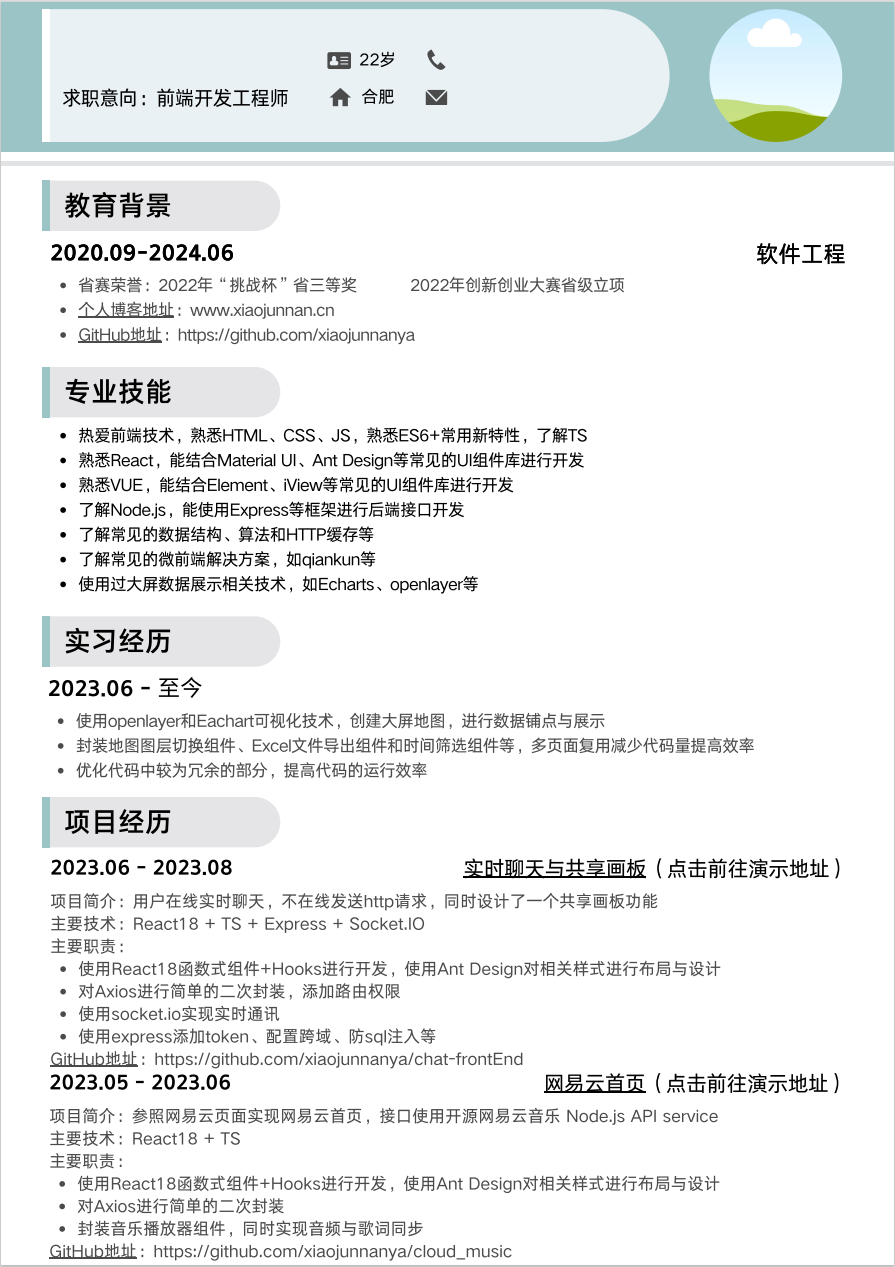 22岁
求职意向：前端开发工程师
合肥
教育背景
2020.09-2024.06 软件工程
省赛荣誉：2022年“挑战杯”省三等奖 2022年创新创业大赛省级立项
个人博客地址：www.xiaojunnan.cn
GitHub地址：https://github.com/xiaojunnanya
专业技能
热爱前端技术，熟悉HTML、CSS、JS，熟悉ES6+常用新特性，了解TS
熟悉React，能结合Material UI、Ant Design等常见的UI组件库进行开发
熟悉VUE，能结合Element、iView等常见的UI组件库进行开发
了解Node.js，能使用Express等框架进行后端接口开发
了解常见的数据结构、算法和HTTP缓存等
了解常见的微前端解决方案，如qiankun等
使用过大屏数据展示相关技术，如Echarts、openlayer等
实习经历
2023.06 - 至今
使用openlayer和Eachart可视化技术，创建大屏地图，进行数据铺点与展示
封装地图图层切换组件、Excel文件导出组件和时间筛选组件等，多页面复用减少代码量提高效率
优化代码中较为冗余的部分，提高代码的运行效率
项目经历
2023.06 - 2023.08 实时聊天与共享画板（点击前往演示地址）
项目简介：用户在线实时聊天，不在线发送http请求，同时设计了一个共享画板功能
主要技术：React18 + TS + Express + Socket.IO
主要职责：
使用React18函数式组件+Hooks进行开发，使用Ant Design对相关样式进行布局与设计
对Axios进行简单的二次封装，添加路由权限
使用socket.io实现实时通讯
使用express添加token、配置跨域、防sql注入等
GitHub地址：https://github.com/xiaojunnanya/chat-frontEnd
2023.05 - 2023.06 网易云首页（点击前往演示地址）
项目简介：参照网易云页面实现网易云首页，接口使用开源网易云音乐 Node.js API service
主要技术：React18 + TS
主要职责：
使用React18函数式组件+Hooks进行开发，使用Ant Design对相关样式进行布局与设计
对Axios进行简单的二次封装
封装音乐播放器组件，同时实现音频与歌词同步
GitHub地址：https://github.com/xiaojunnanya/cloud_music